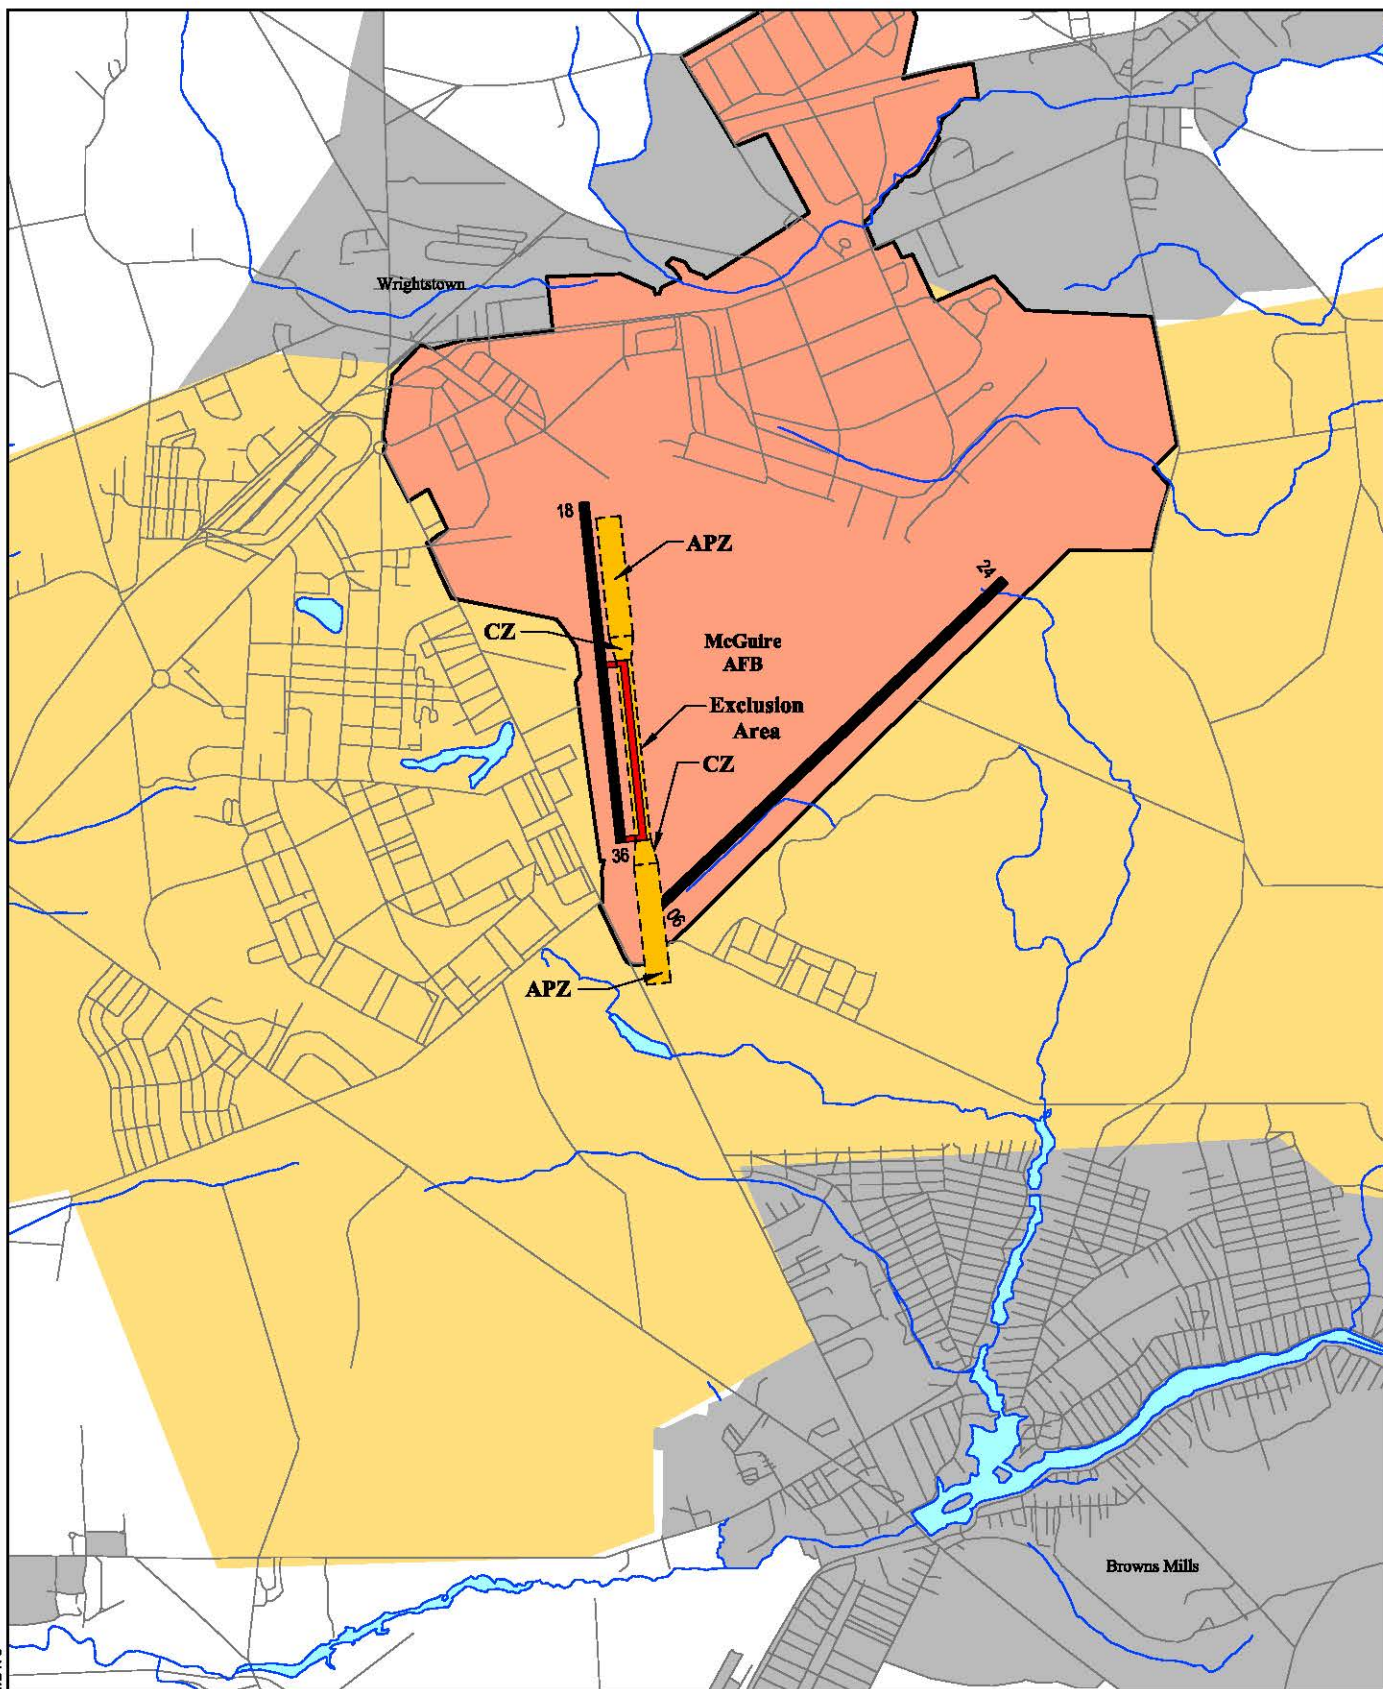 Wrightstown
18
APZ
24
CZ
McGuire
AFB
Exclusion
Area
CZ
36
06
APZ
Browns Mills